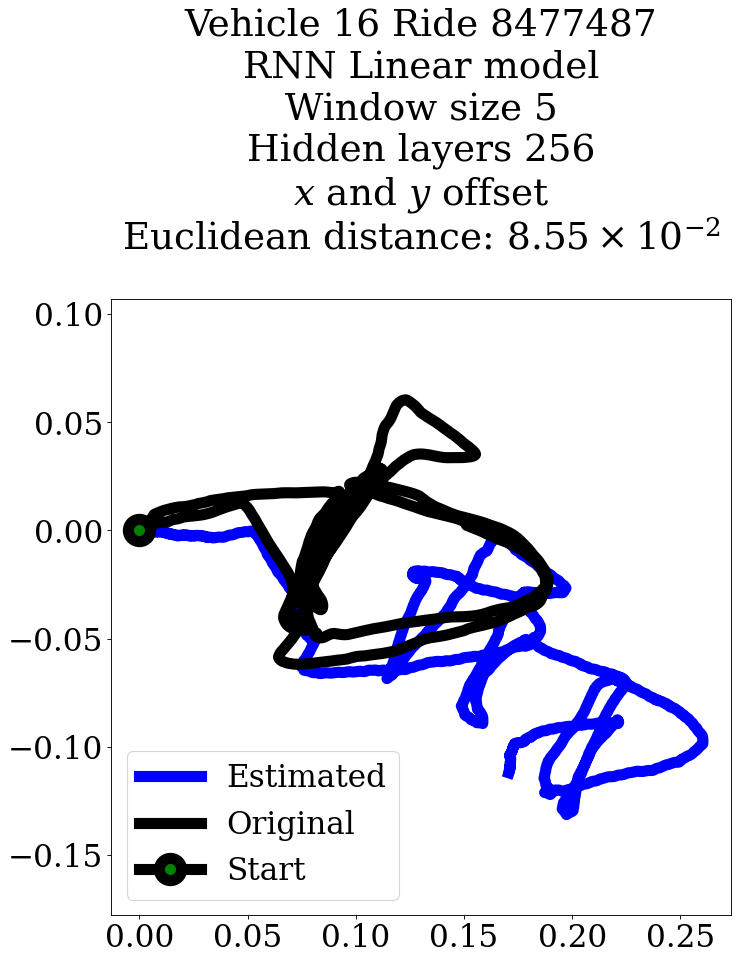 Vehicle 16 Ride 8477487
RNN Linear model
Window size 5
Hidden layers 256
x and y offset
Euclidean distance: 8.55 × 10⁻²
0.10
0.05
0.00
−0.05
−0.10
−0.15
Estimated
Original
Start
0.00 0.05 0.10 0.15 0.20 0.25